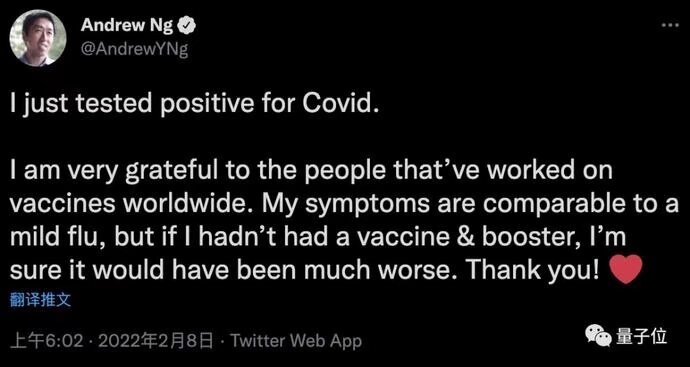 Andrew Ng
@AndrewYNg
I just tested positive for Covid.
I am very grateful to the people that’ve worked on
vaccines worldwide. My symptoms are comparable to a
mild flu, but if I hadn’t had a vaccine & booster, I’m
sure it would have been much worse. Thank you! ❤️
翻译推文
上午6:02 · 2022年2月8日 · Twitter Web App
量子位